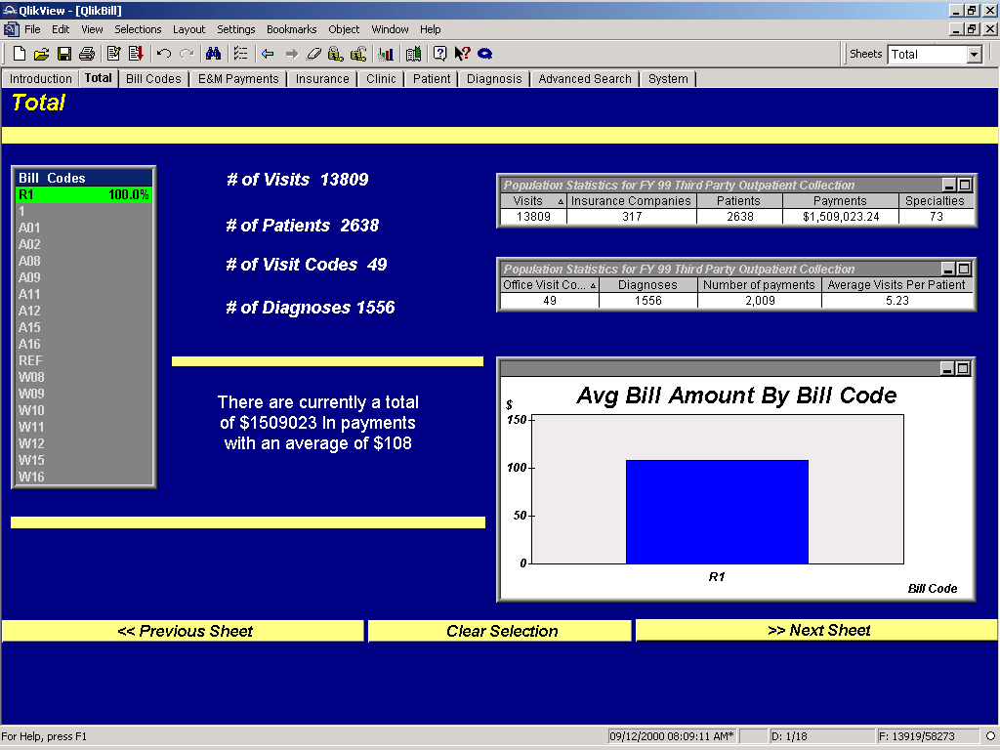 QlikView - [QlikBill]
File Edit View Selections Layout Settings Bookmarks Object Window Help
Sheets Total
Introduction Total Bill Codes E&M Payments Insurance Clinic Patient Diagnosis Advanced Search System
Total
Bill Codes
R1 100.0%
1
A01
A02
A08
A09
A11
A12
A15
A16
REF
W08
W09
W10
W11
W12
W15
W16
# of Visits 13809
# of Patients 2638
# of Visit Codes 49
# of Diagnoses 1556
There are currently a total
of $1509023 In payments
with an average of $108
Population Statistics for FY 99 Third Party Outpatient Collection
Visits Insurance Companies Patients Payments Specialties
13809 317 2638 $1,509,023.24 73
Population Statistics for FY 99 Third Party Outpatient Collection
Office Visit Co... Diagnoses Number of payments Average Visits Per Patient
49 1556 2,009 5.23
Avg Bill Amount By Bill Code
$
150
100
50
0
R1
Bill Code
<< Previous Sheet Clear Selection >> Next Sheet
For Help, press F1 09/12/2000 08:09:11 AM* D: 1/18 F: 13919/58273